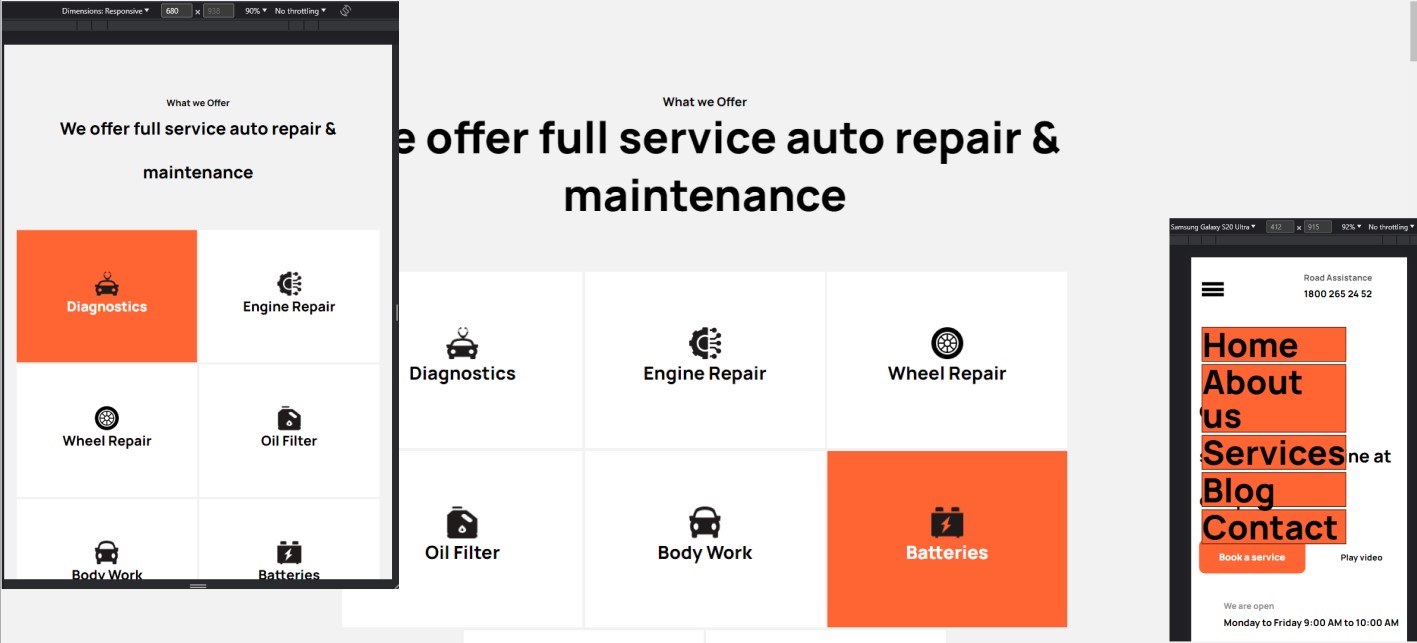 Dimensions: Responsive 680 x 938 90% No throttling
What we Offer
We offer full service auto repair &
maintenance
Diagnostics
Engine Repair
Wheel Repair
Oil Filter
Body Work
Batteries
What we Offer
e offer full service auto repair &
maintenance
Diagnostics
Engine Repair
Wheel Repair
Oil Filter
Body Work
Batteries
Samsung Galaxy S20 Ultra 412 x 915 92% No throttling
Road Assistance
1800 265 24 52
Home
About
us
Services
ne at
Blog
Contact
Book a service
Play video
We are open
Monday to Friday 9:00 AM to 10:00 AM